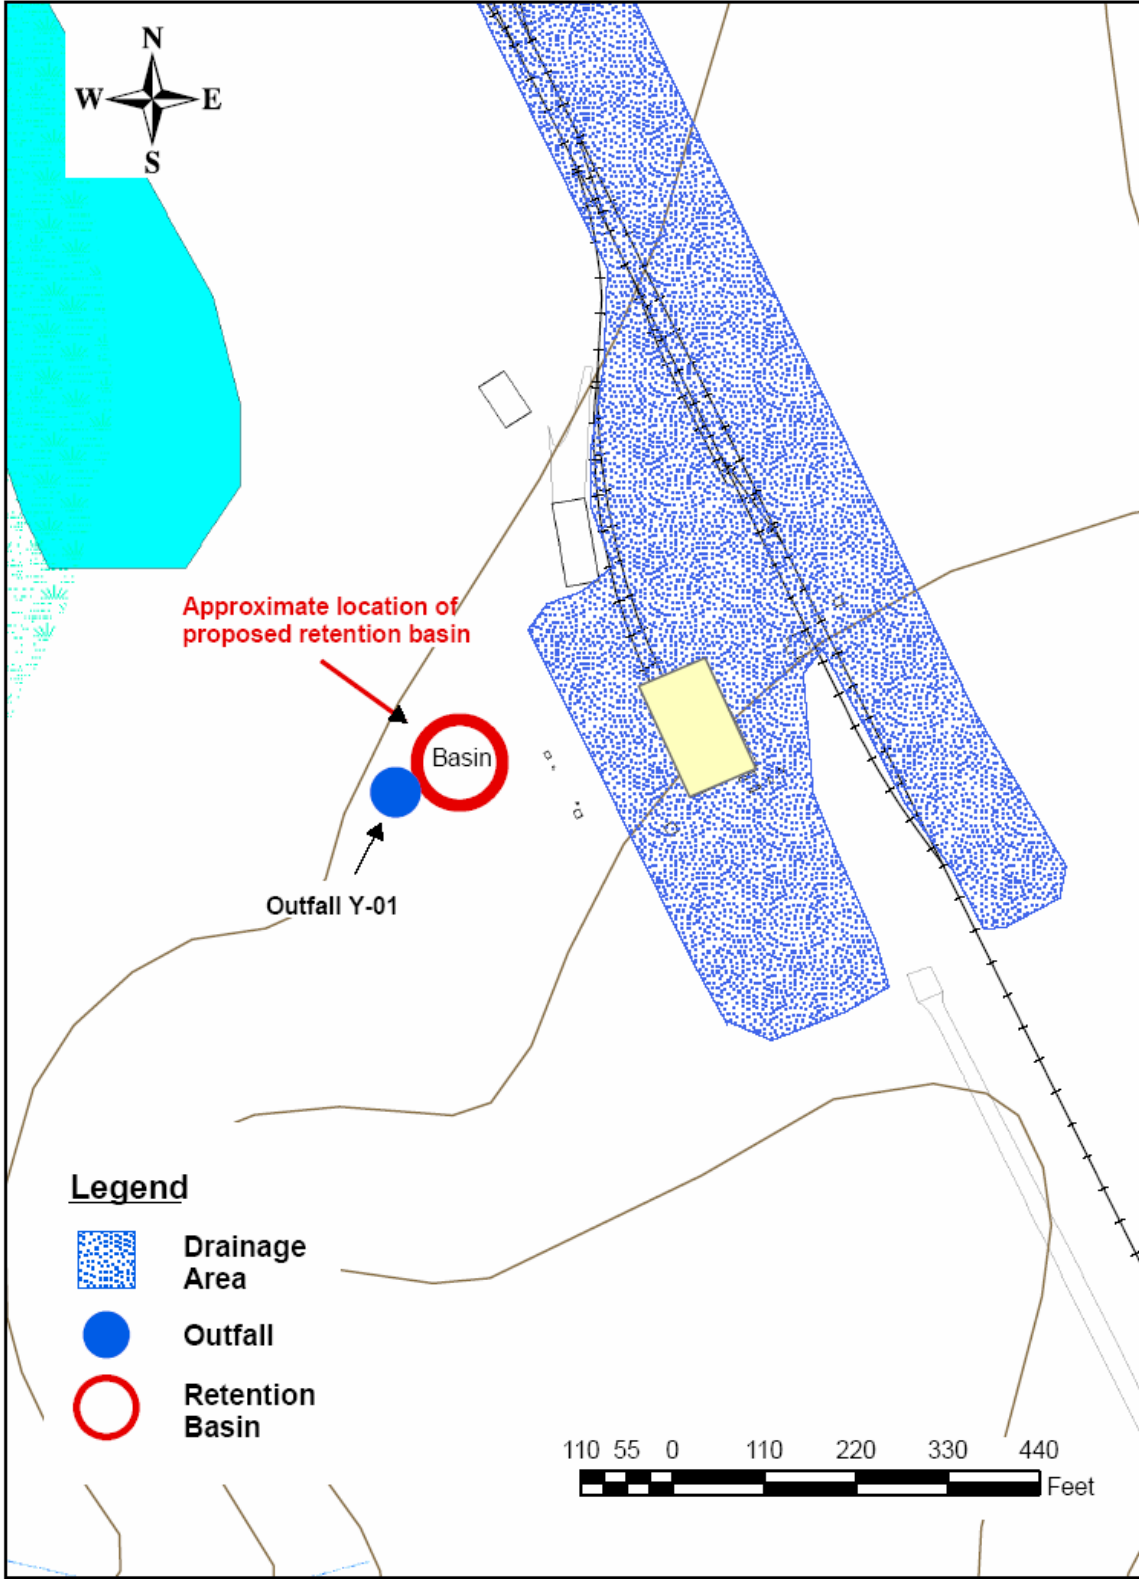 N
W E
S
Approximate location of
proposed retention basin
Basin
Outfall Y-01
Legend
Drainage
Area
Outfall
Retention
Basin
110 55 0 110 220 330 440
Feet